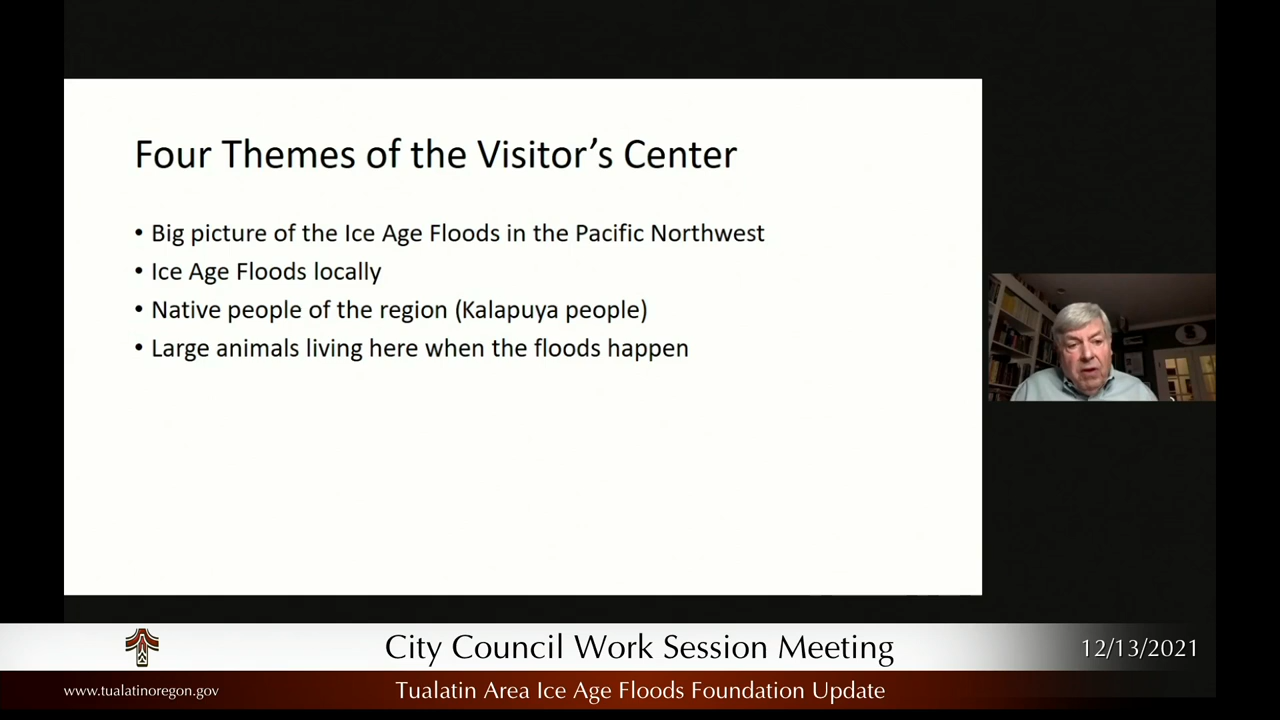 Four Themes of the Visitor's Center
• Big picture of the Ice Age Floods in the Pacific Northwest
• Ice Age Floods locally
• Native people of the region (Kalapuya people)
• Large animals living here when the floods happen
City Council Work Session Meeting
12/13/2021
www.tualatinoregon.gov
Tualatin Area Ice Age Floods Foundation Update